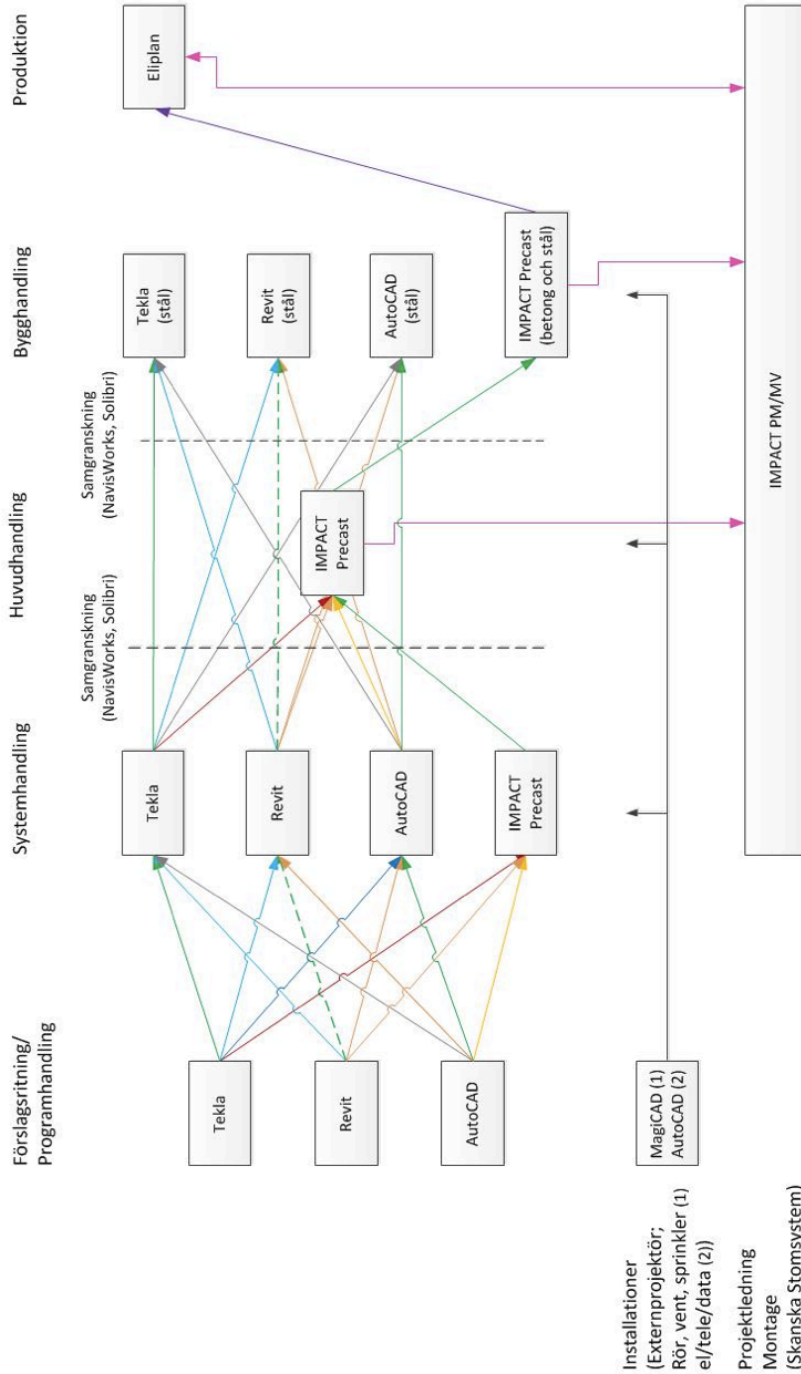 Förslagsritning/
Programhandling
Systemhandling
Huvudhandling
Bygghandling
Produktion
Samgranskning
(NavisWorks, Solibri)
Samgranskning
(NavisWorks, Solibri)
Tekla
Revit
AutoCAD
Tekla
Revit
AutoCAD
IMPACT
Precast
IMPACT
Precast
Tekla
(stål)
Revit
(stål)
AutoCAD
(stål)
IMPACT Precast
(betong och stål)
Eliplan
Installationer
(Externprojektör;
Rör, vent, sprinkler (1)
el/tele/data (2))
MagiCAD (1)
AutoCAD (2)
Projektledning
Montage
(Skanska Stomsystem)
IMPACT PM/MV